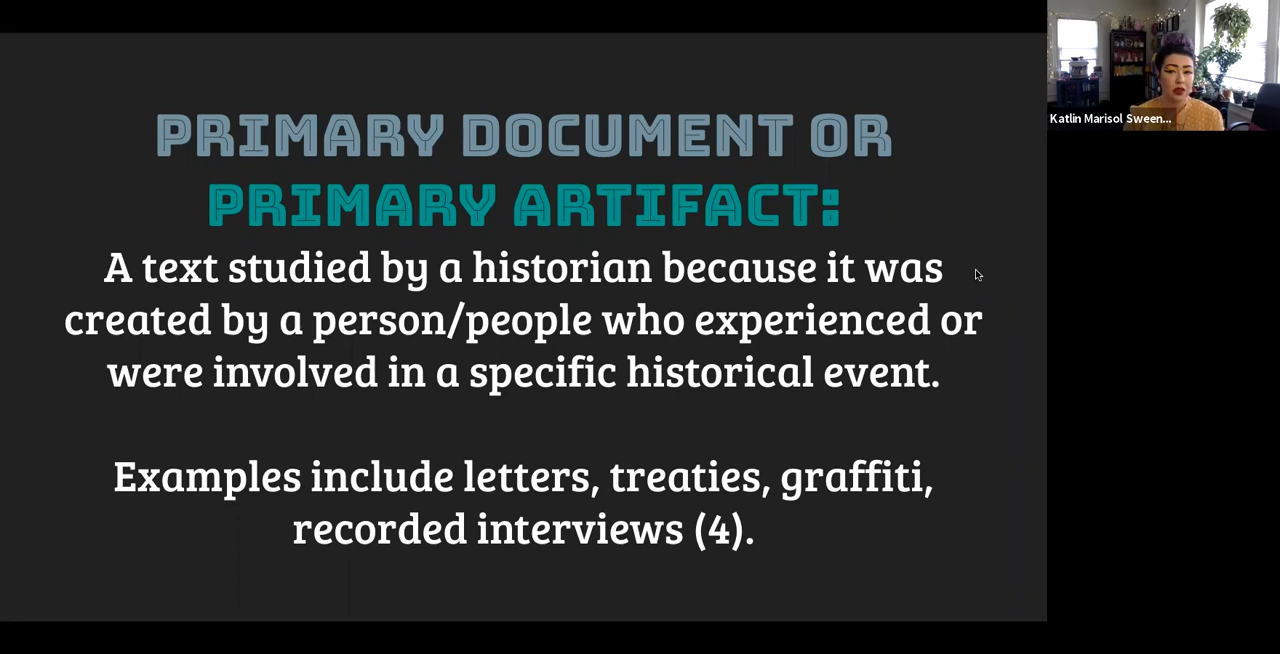 PRIMARY DOCUMENT OR
PRIMARY ARTIFACT:
A text studied by a historian because it was
created by a person/people who experienced or
were involved in a specific historical event.
Examples include letters, treaties, graffiti,
recorded interviews (4).
Katlin Marisol Sween...